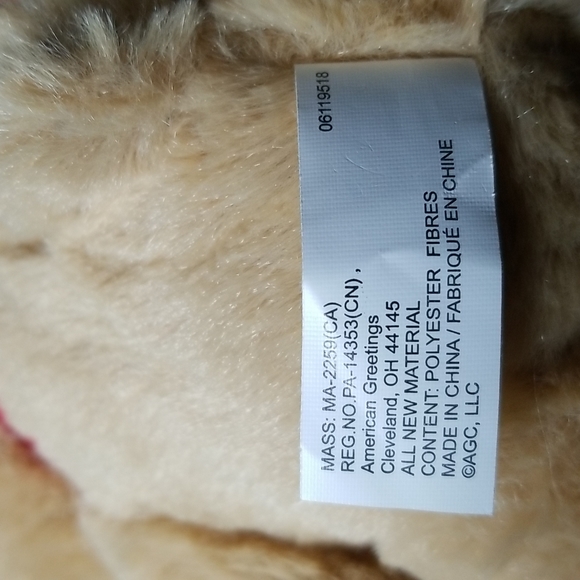 MASS: MA-2259(CA)
REG.NO.PA-14353(CN) ,
American Greetings
Cleveland, OH 44145
ALL NEW MATERIAL
CONTENT: POLYESTER FIBRES
MADE IN CHINA / FABRIQUÉ EN CHINE
©AGC, LLC
06119518